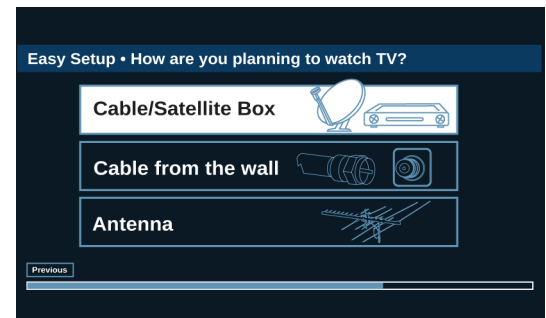 Easy Setup • How are you planning to watch TV?
Cable/Satellite Box
Cable from the wall
Antenna
Previous